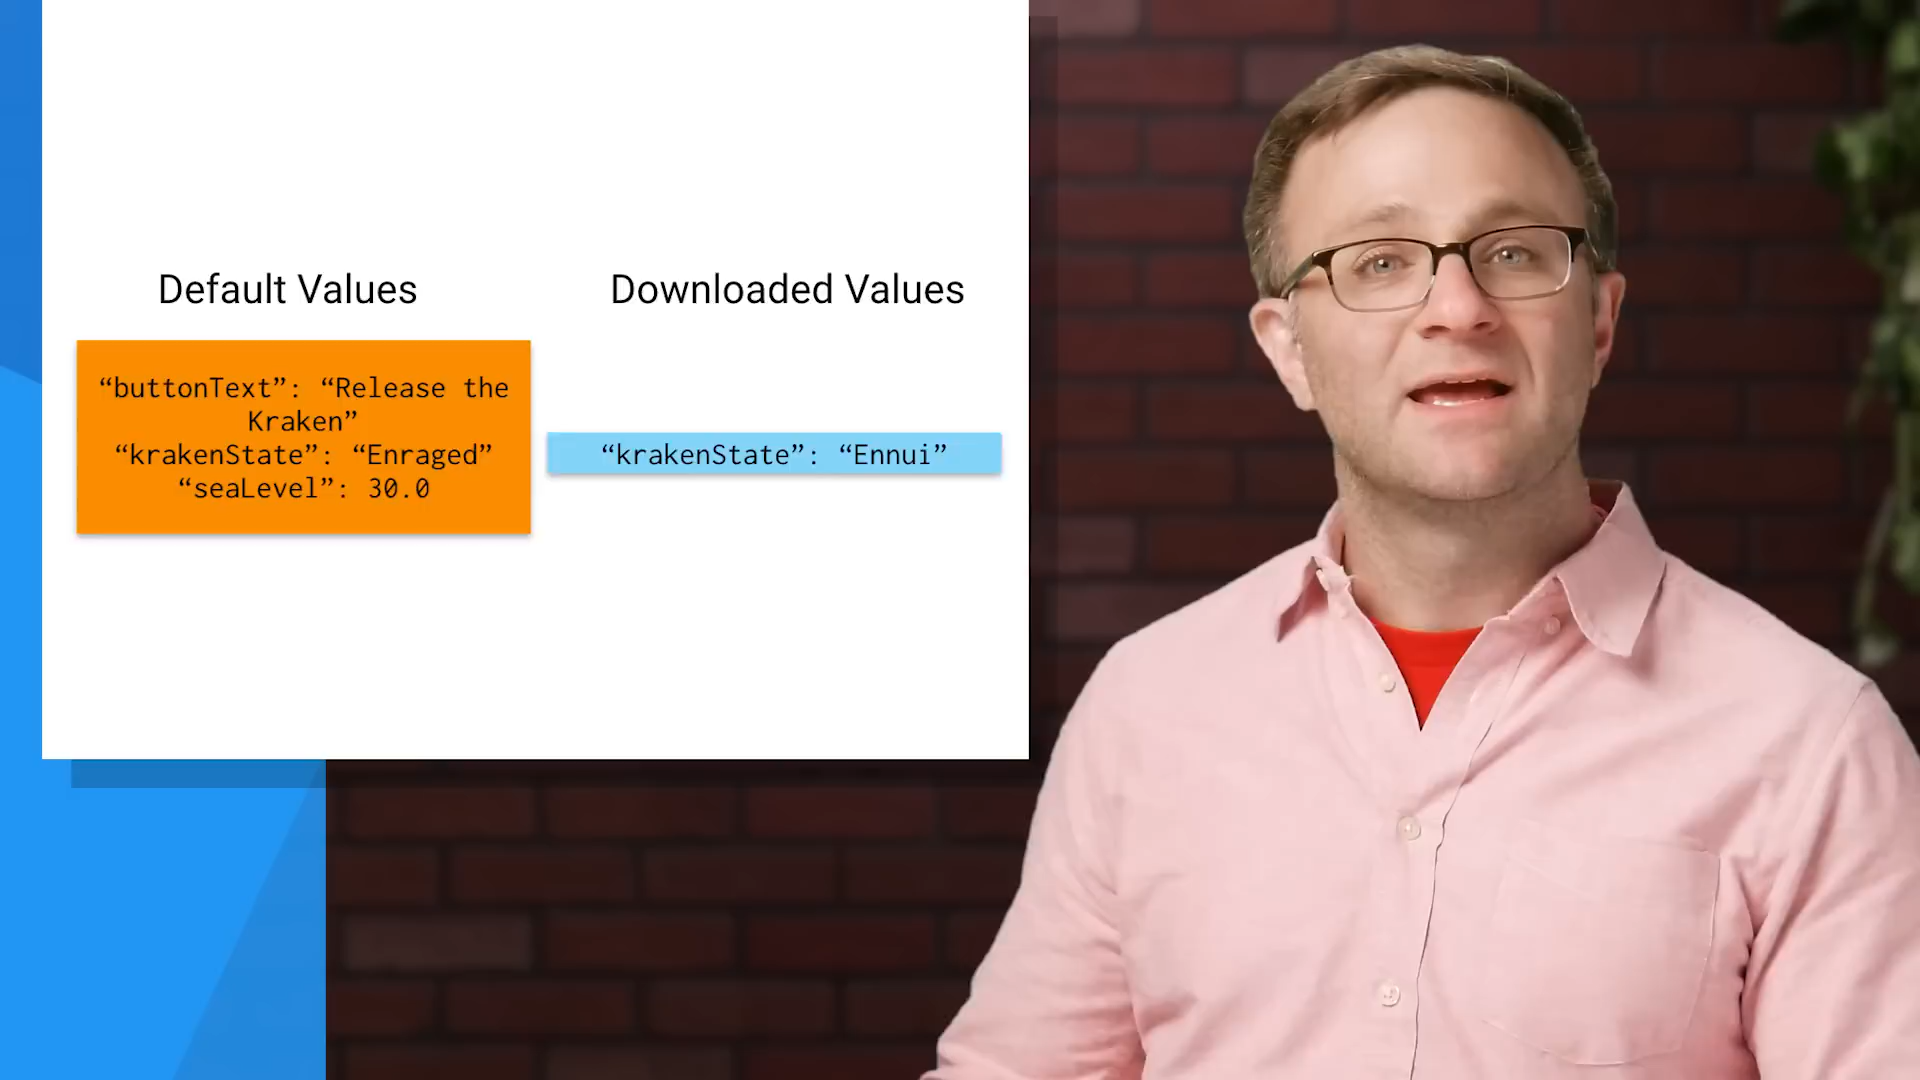 Default Values
Downloaded Values
“buttonText”: “Release the
Kraken”
“krakenState”: “Enraged”
“seaLevel”: 30.0
“krakenState”: “Ennui”